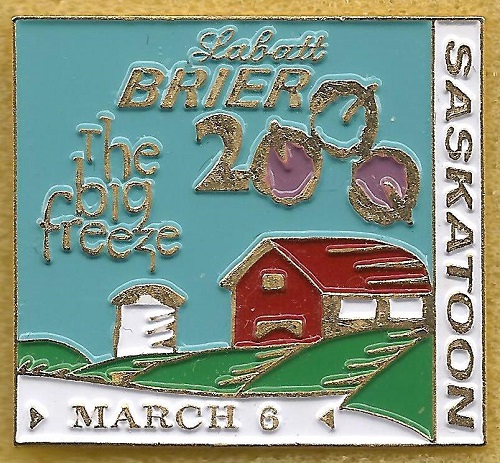 Labatt
BRIER
2000
The
big
freeze
SASKATOON
MARCH 6